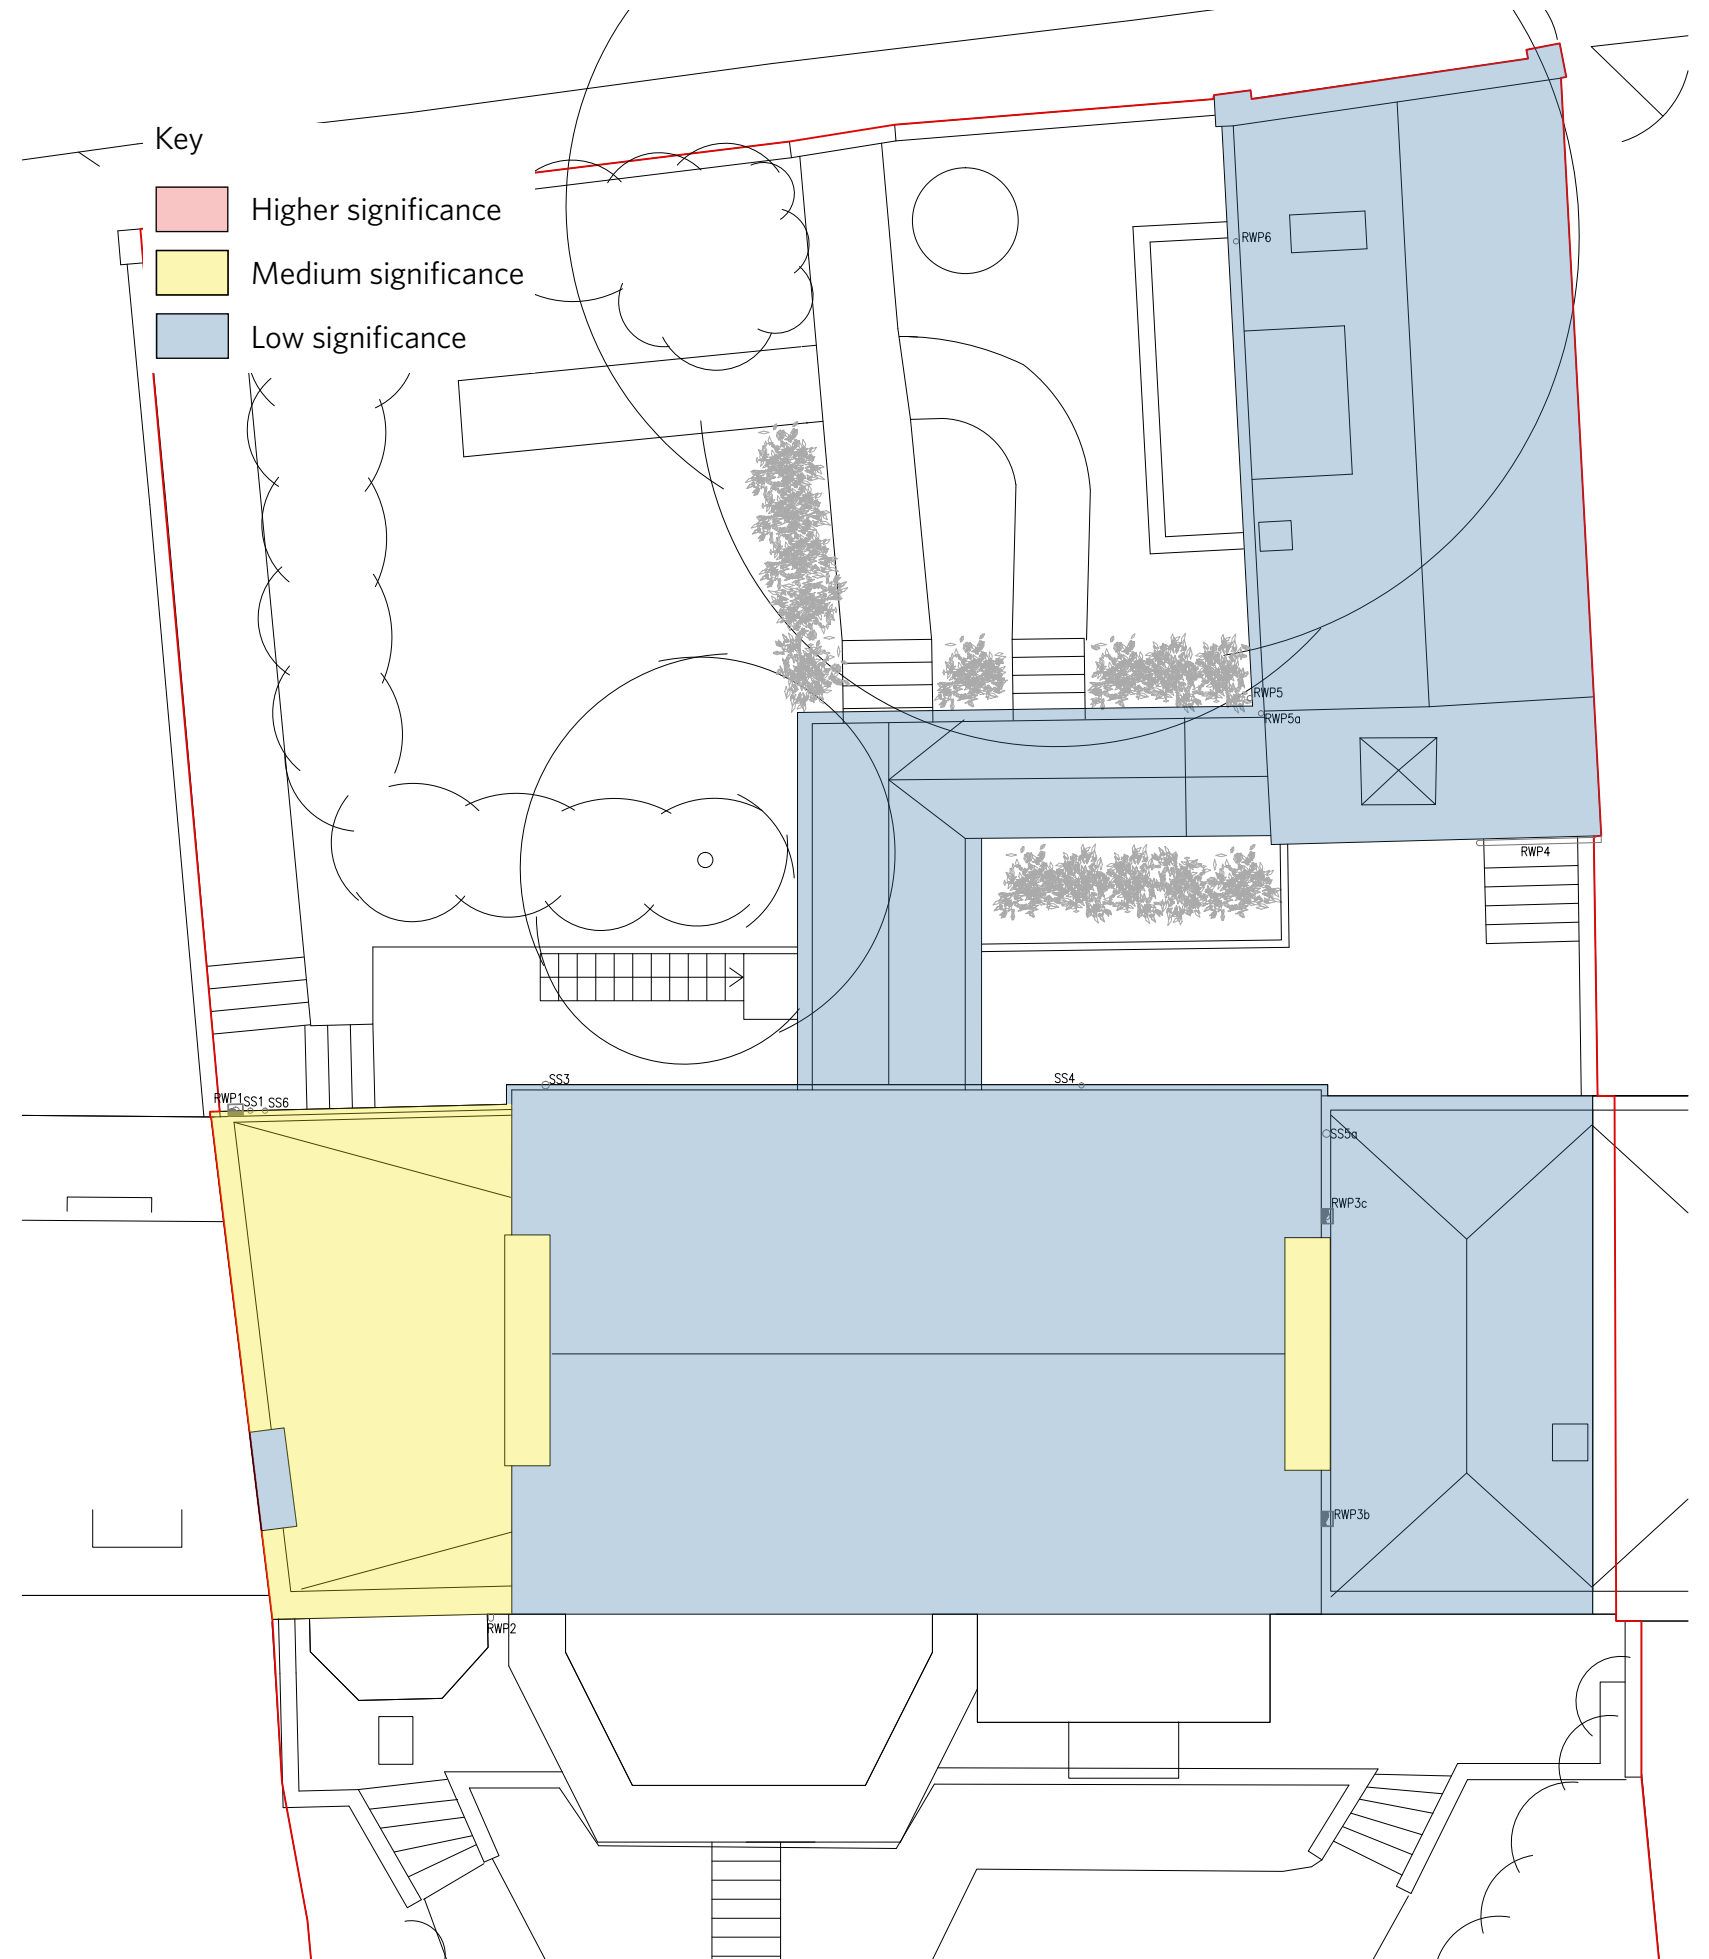 Key
Higher significance
Medium significance
Low significance
RWP6
RWP5
RWP5a
RWP4
SS3
SS4
RWP1
SS1
SS6
SS5a
RWP3c
RWP3b
RWP2